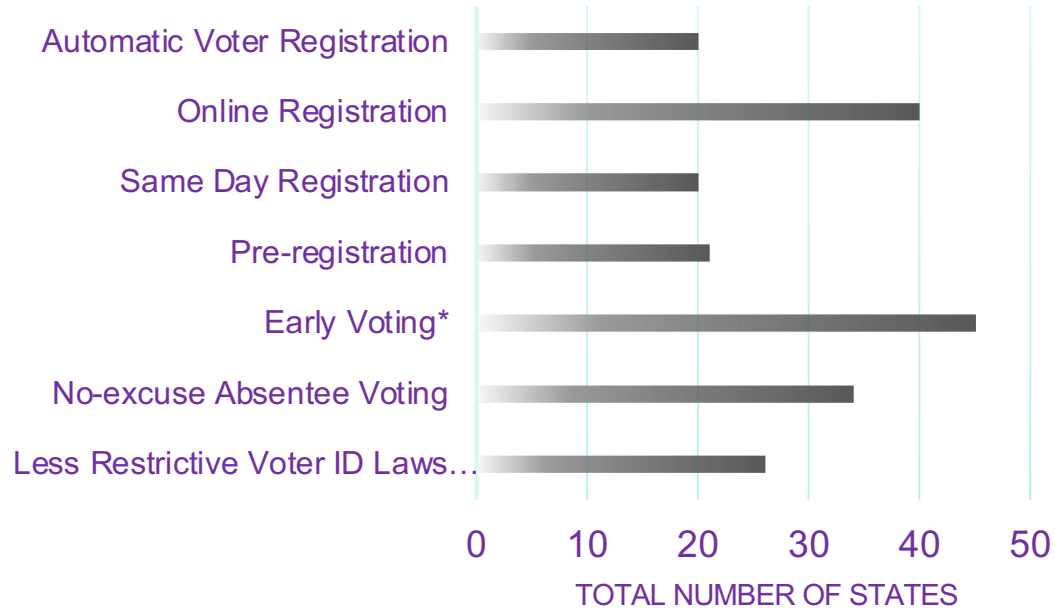 Automatic Voter Registration
Online Registration
Same Day Registration
Pre-registration
Early Voting*
No-excuse Absentee Voting
Less Restrictive Voter ID Laws…
0 10 20 30 40 50
TOTAL NUMBER OF STATES